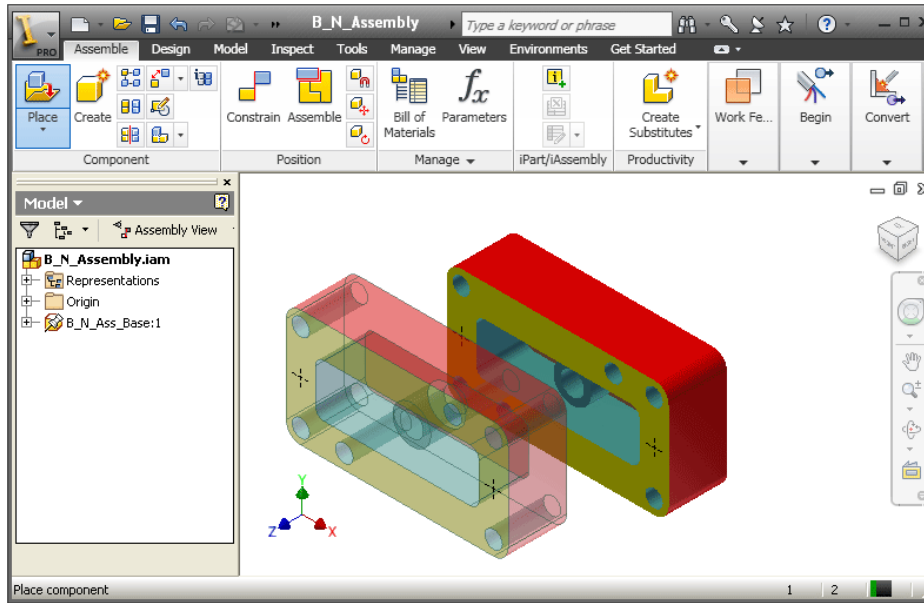 B_N_Assembly
Type a keyword or phrase
PRO
Assemble Design Model Inspect Tools Manage View Environments Get Started
Place
Create
Constrain
Assemble
Bill of
Materials
fx
Parameters
Create
Substitutes
Work Fe...
Begin
Convert
Component
Position
Manage
iPart/iAssembly
Productivity
Model
Assembly View
B_N_Assembly.iam
Representations
Origin
B_N_Ass_Base:1
Y
Z
X
Place component
1 2